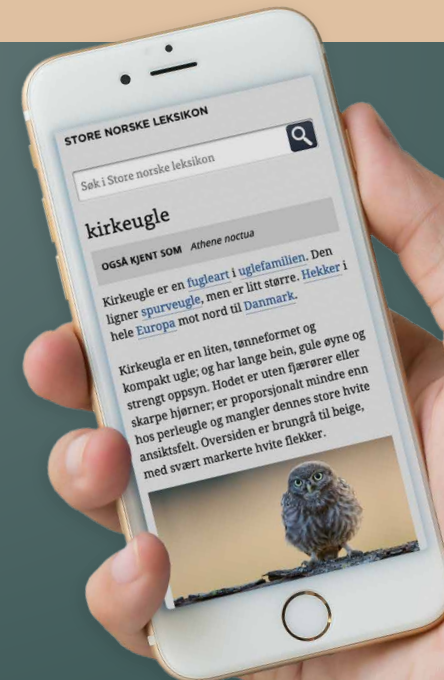 STORE NORSKE LEKSIKON
Søk i Store norske leksikon
kirkeugle
OGSÅ KJENT SOM Athene noctua
Kirkeugle er en fugleart i uglefamilien. Den
ligner spurveugle, men er litt større. Hekker i
hele Europa mot nord til Danmark.
Kirkeugla er en liten, tønneformet og
kompakt ugle; og har lange bein, gule øyne og
strengt oppsyn. Hodet er uten fjærører eller
skarpe hjørner; er proporsjonalt mindre enn
hos perleugle og mangler dennes store hvite
ansiktsfelt. Oversiden er brungrå til beige,
med svært markerte hvite flekker.